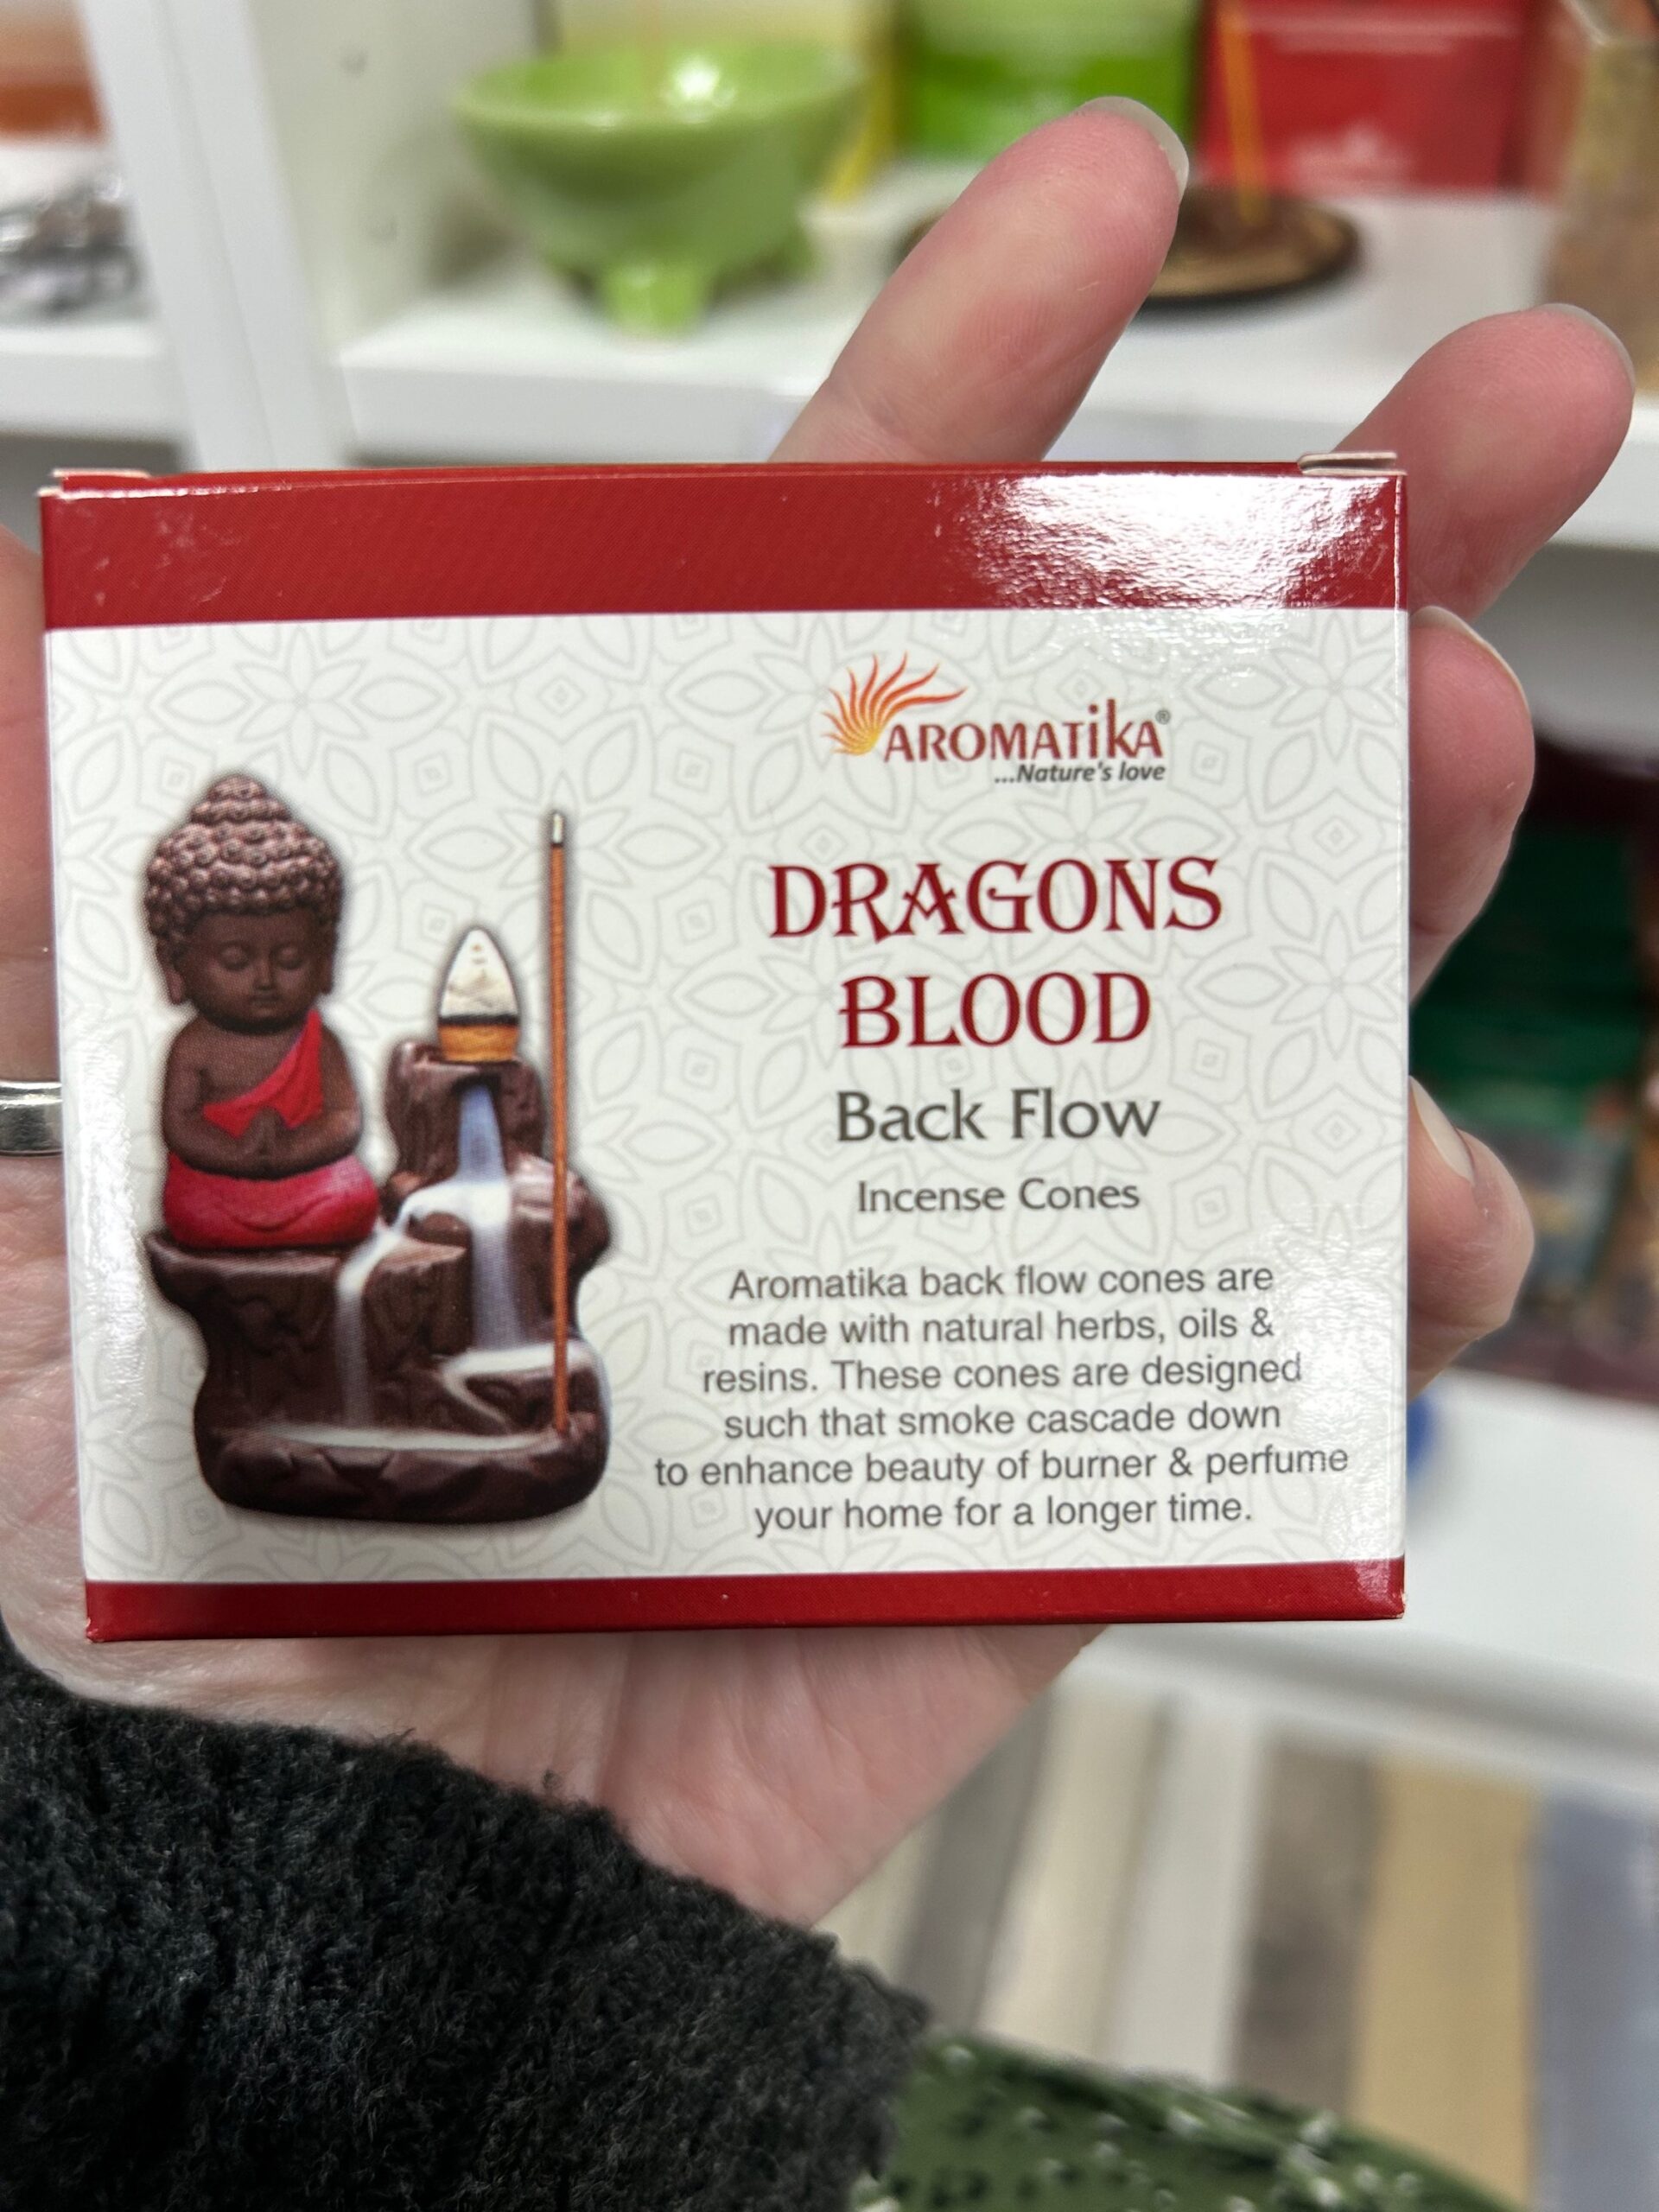 AROMATIKA®
...Nature's love
DRAGONS
BLOOD
Back Flow
Incense Cones
Aromatika back flow cones are
made with natural herbs, oils &
resins. These cones are designed
such that smoke cascade down
to enhance beauty of burner & perfume
your home for a longer time.